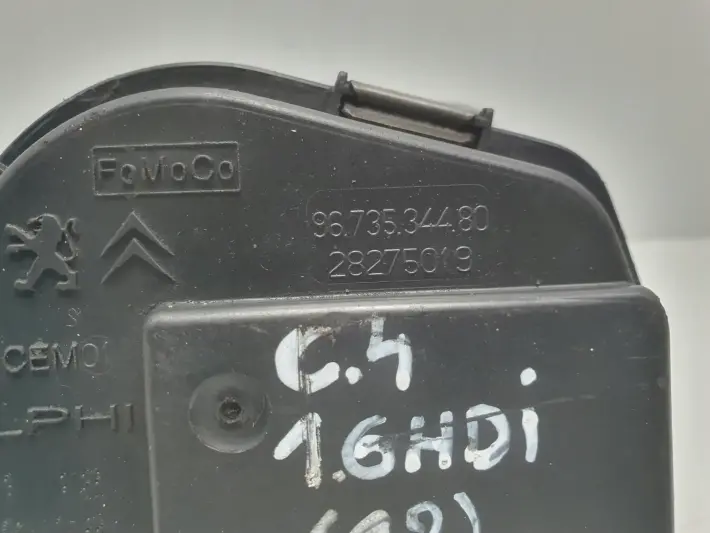 FoMoCo
96.735.344.80
28275019
CEMO
LPHI
C.4
1.6HDi